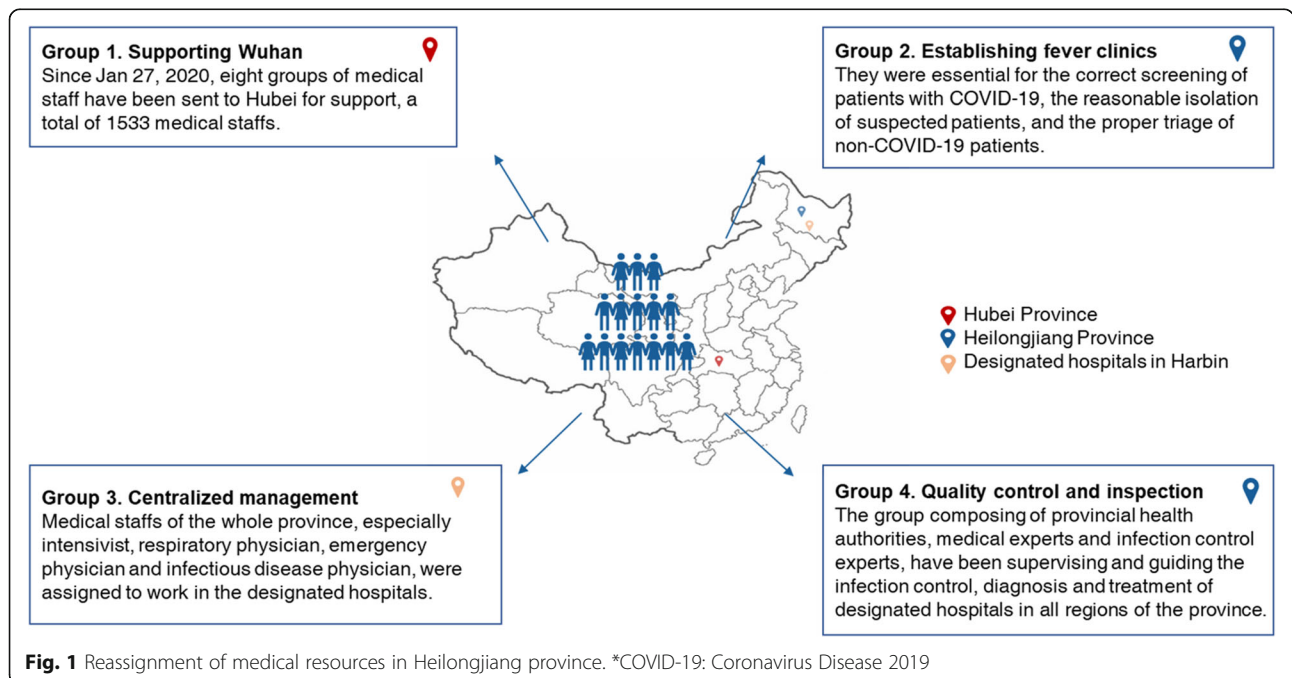 Group 1. Supporting Wuhan
Since Jan 27, 2020, eight groups of medical
staff have been sent to Hubei for support, a
total of 1533 medical staffs.
Group 2. Establishing fever clinics
They were essential for the correct screening of
patients with COVID-19, the reasonable isolation
of suspected patients, and the proper triage of
non-COVID-19 patients.
Hubei Province
Heilongjiang Province
Designated hospitals in Harbin
Group 3. Centralized management
Medical staffs of the whole province, especially
intensivist, respiratory physician, emergency
physician and infectious disease physician, were
assigned to work in the designated hospitals.
Group 4. Quality control and inspection
The group composing of provincial health
authorities, medical experts and infection control
experts, have been supervising and guiding the
infection control, diagnosis and treatment of
designated hospitals in all regions of the province.
Fig. 1 Reassignment of medical resources in Heilongjiang province. *COVID-19: Coronavirus Disease 2019